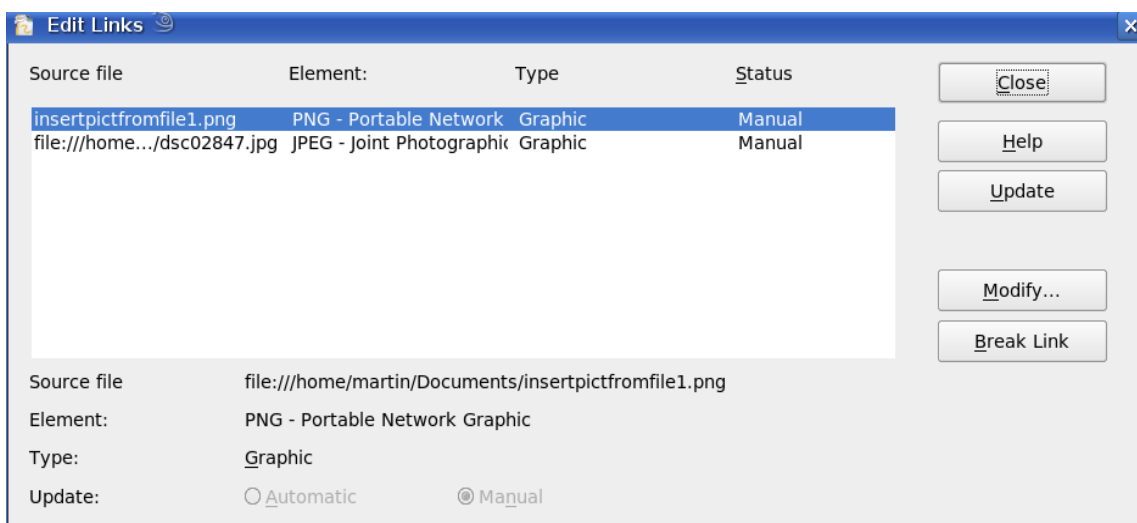 Edit Links
Source file Element: Type Status
insertpictfromfile1.png PNG - Portable Network Graphic Manual
file:///home.../dsc02847.jpg JPEG - Joint Photographic Graphic Manual
Close
Help
Update
Modify...
Break Link
Source file file:///home/martin/Documents/insertpictfromfile1.png
Element: PNG - Portable Network Graphic
Type: Graphic
Update: Automatic Manual